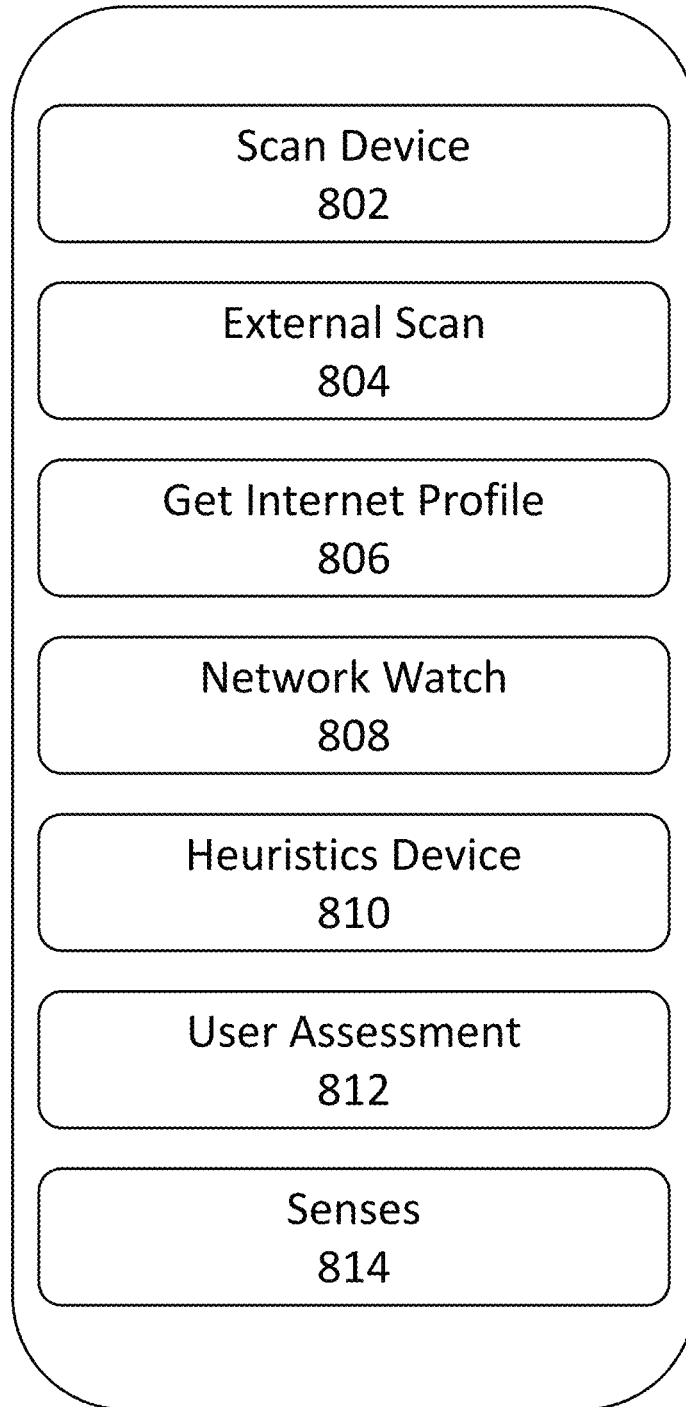 Scan Device
802
External Scan
804
Get Internet Profile
806
Network Watch
808
Heuristics Device
810
User Assessment
812
Senses
814